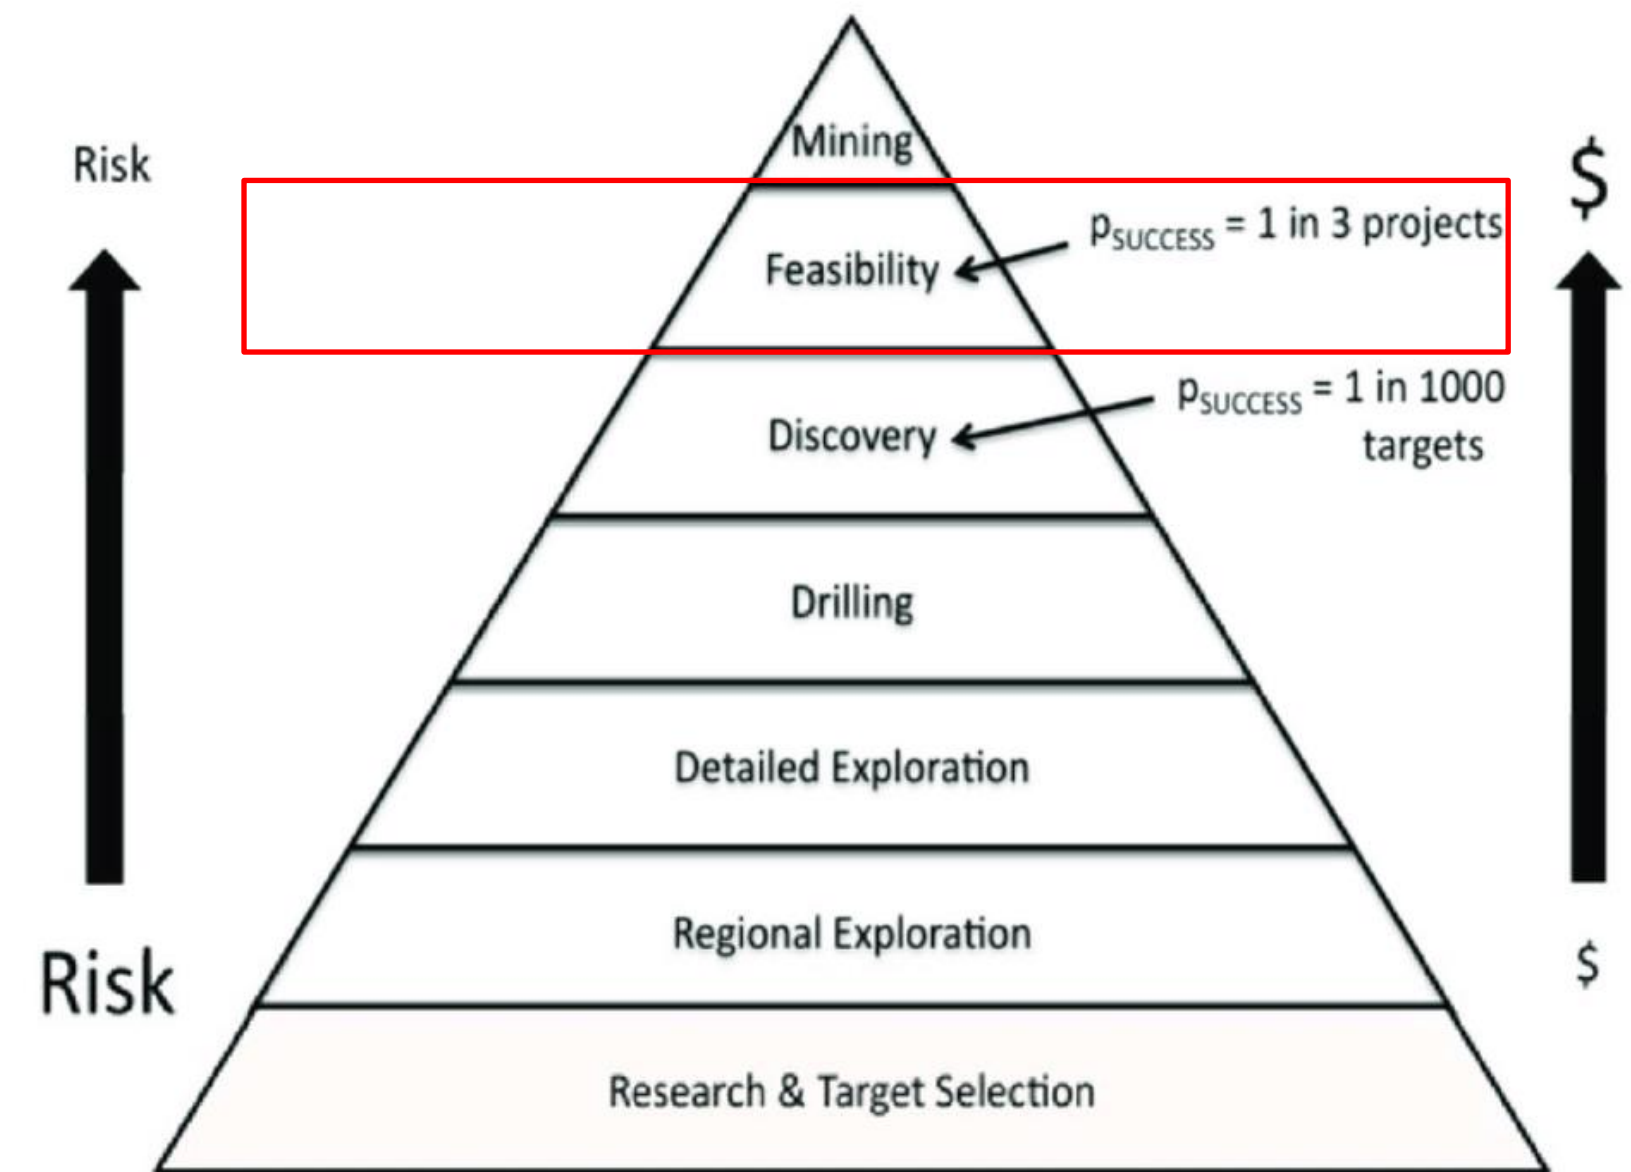 Mining
Risk
$
pSUCCESS = 1 in 3 projects
Feasibility
pSUCCESS = 1 in 1000
targets
Discovery
Drilling
Detailed Exploration
Regional Exploration
Risk
$
Research & Target Selection